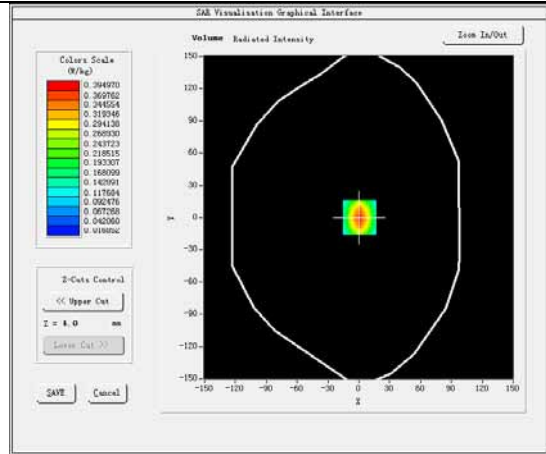 SAR Visualisation Graphical Interface
Volume Radiated Intensity
Zoom In/Out
Colors Scale
(W/kg)
0.394970
0.369762
0.344554
0.319346
0.294138
0.268930
0.243723
0.218515
0.193307
0.168099
0.142891
0.117684
0.092476
0.067268
0.042060
0.016852
Z-Cuts Control
<< Upper Cut
Z = 4.0 mm
Lower Cut >>
SAVE
Cancel
150
120
90
60
30
0
-30
-60
-90
-120
-150
Y
-150 -120 -90 -60 -30 0 30 60 90 120 150
X